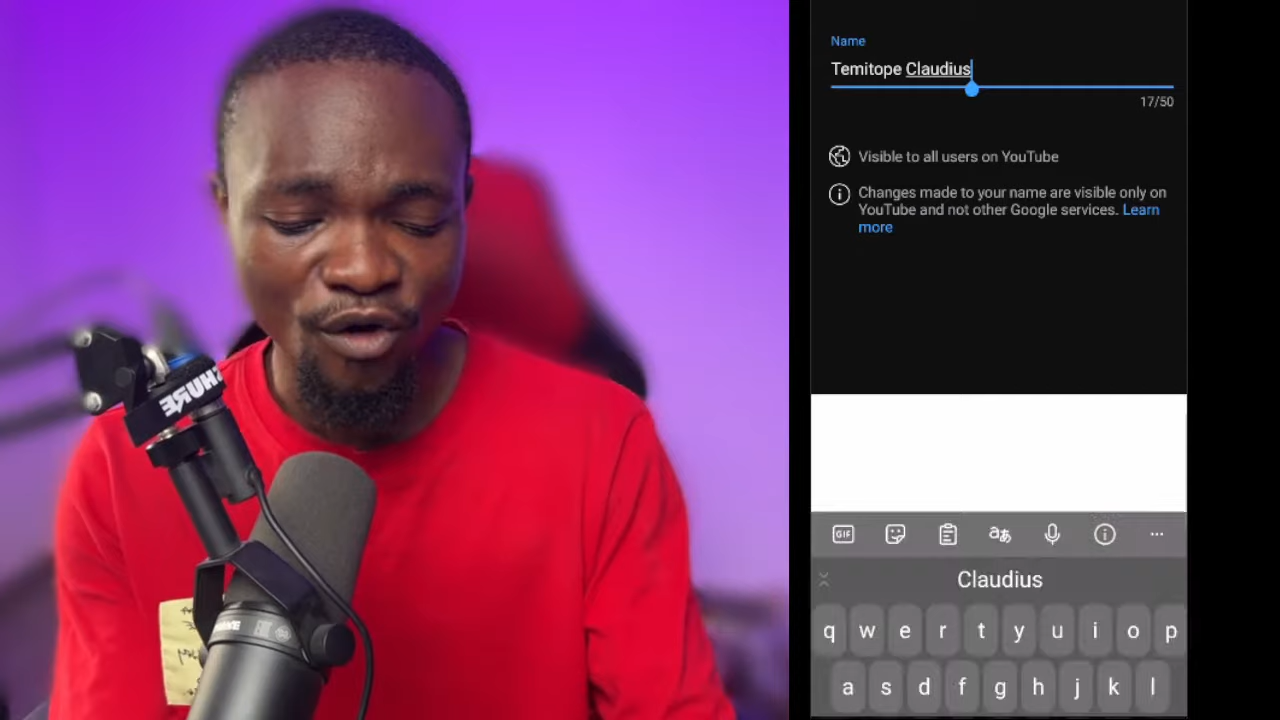 Name
Temitope Claudius
17/50
Visible to all users on YouTube
Changes made to your name are visible only on
YouTube and not other Google services. Learn
more
GIF
Claudius
q w e r t y u i o p
a s d f g h j k l
SHURE